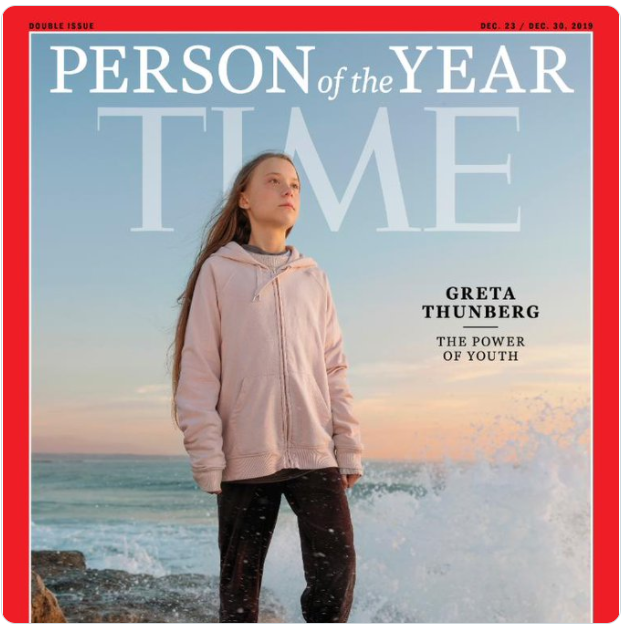 DOUBLE ISSUE
DEC. 23 / DEC. 30, 2019
PERSON of the YEAR
TIME
GRETA
THUNBERG
THE POWER
OF YOUTH